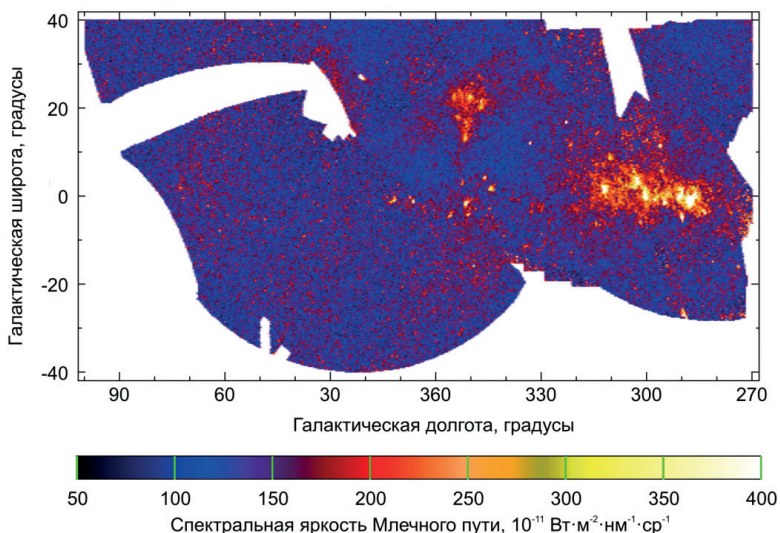 40
20
0
-20
-40
Галактическая широта, градусы
90 60 30 360 330 300 270
Галактическая долгота, градусы
50 100 150 200 250 300 350 400
Спектральная яркость Млечного пути, 10⁻¹¹ Вт·м⁻²·нм⁻¹·ср⁻¹